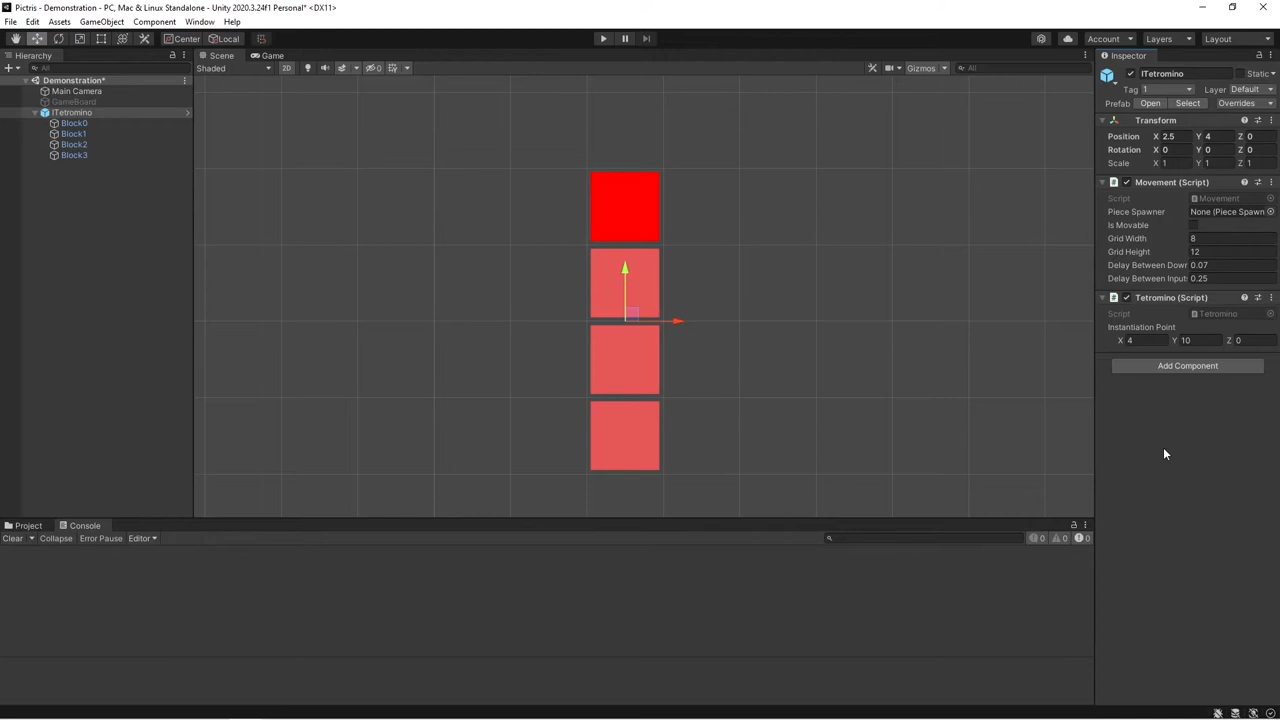 Pictris - Demonstration - PC, Mac & Linux Standalone - Unity 2020.3.24f1 Personal* <DX11>
File Edit Assets GameObject Component Window Help
Center Local Account Layers Layout
Hierarchy
All
Demonstration*
Main Camera
GameBoard
ITetromino
Block0
Block1
Block2
Block3
Scene Game
Shaded 2D 0 Gizmos All
Project Console
Clear Collapse Error Pause Editor 0 0 0
Inspector
ITetromino Static
Tag 1 Layer Default
Prefab Open Select Overrides
Transform
Position X 2.5 Y 4 Z 0
Rotation X 0 Y 0 Z 0
Scale X 1 Y 1 Z 1
Movement (Script)
Script Movement
Piece Spawner None (Piece Spawn
Is Movable
Grid Width 8
Grid Height 12
Delay Between Down 0.07
Delay Between Input 0.25
Tetromino (Script)
Script Tetromino
Instantiation Point
X 4 Y 10 Z 0
Add Component